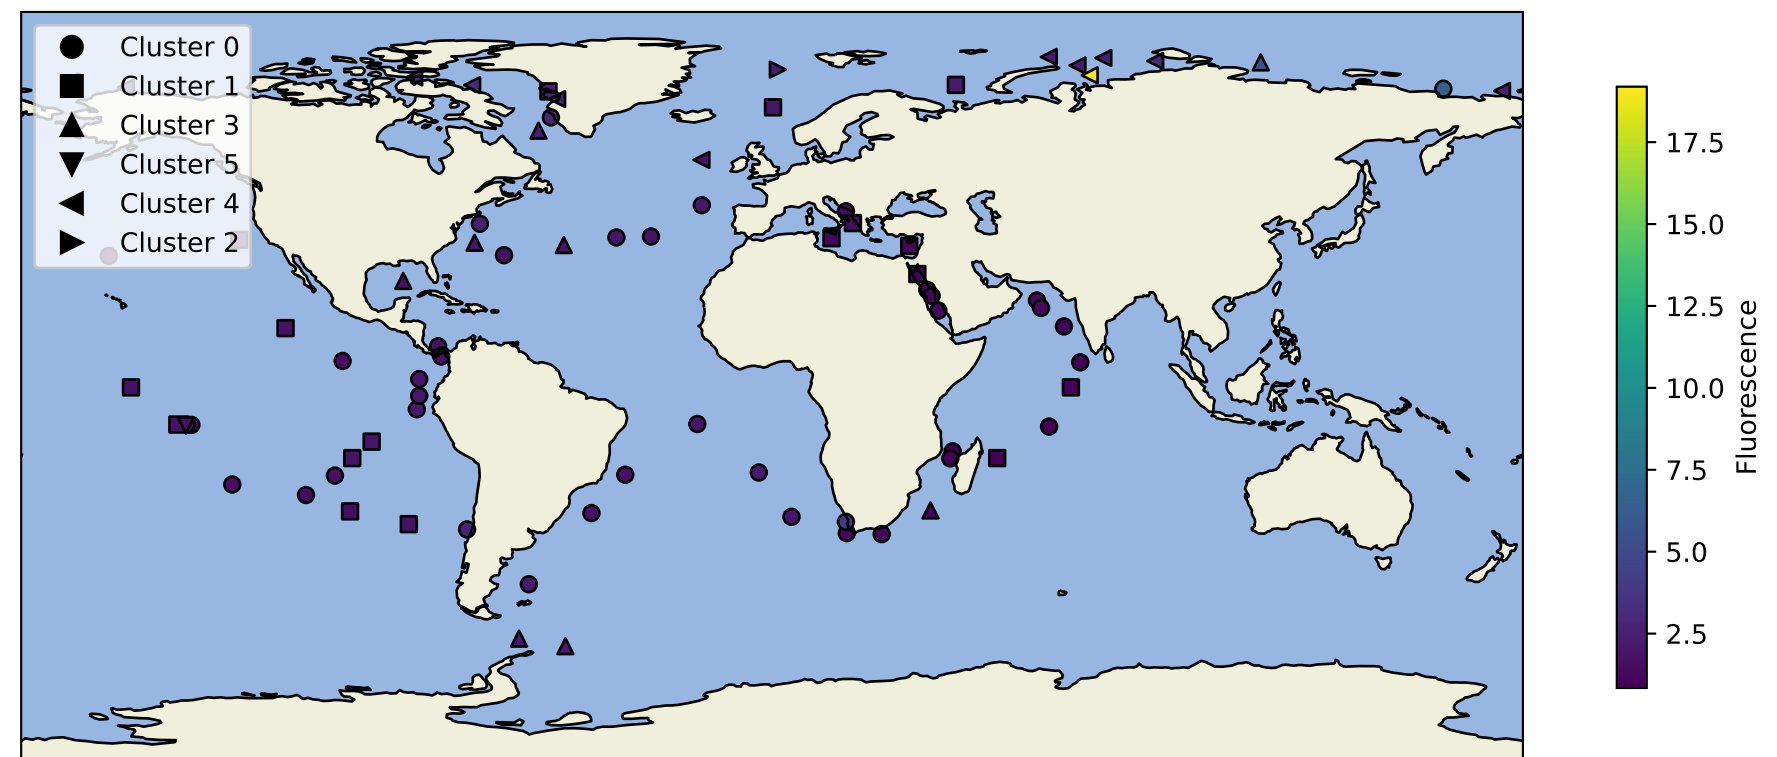 Cluster 0
Cluster 1
Cluster 3
Cluster 5
Cluster 4
Cluster 2
17.5
15.0
12.5
10.0
7.5
5.0
2.5
Fluorescence